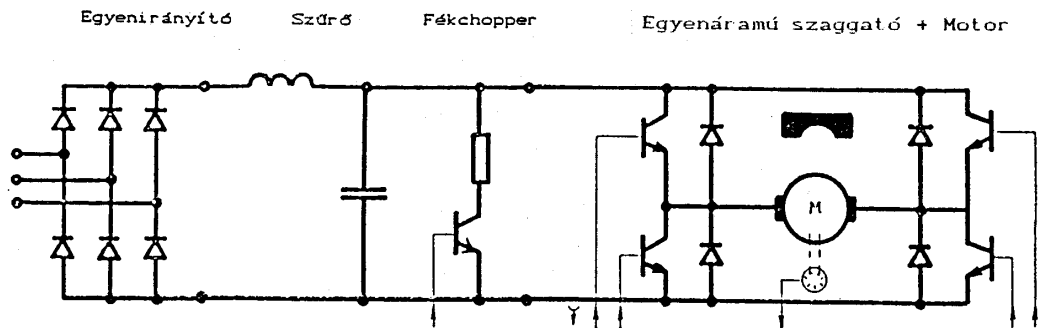 Egyenirányító Szűrő Fékchopper Egyenáramú szaggató + Motor
M